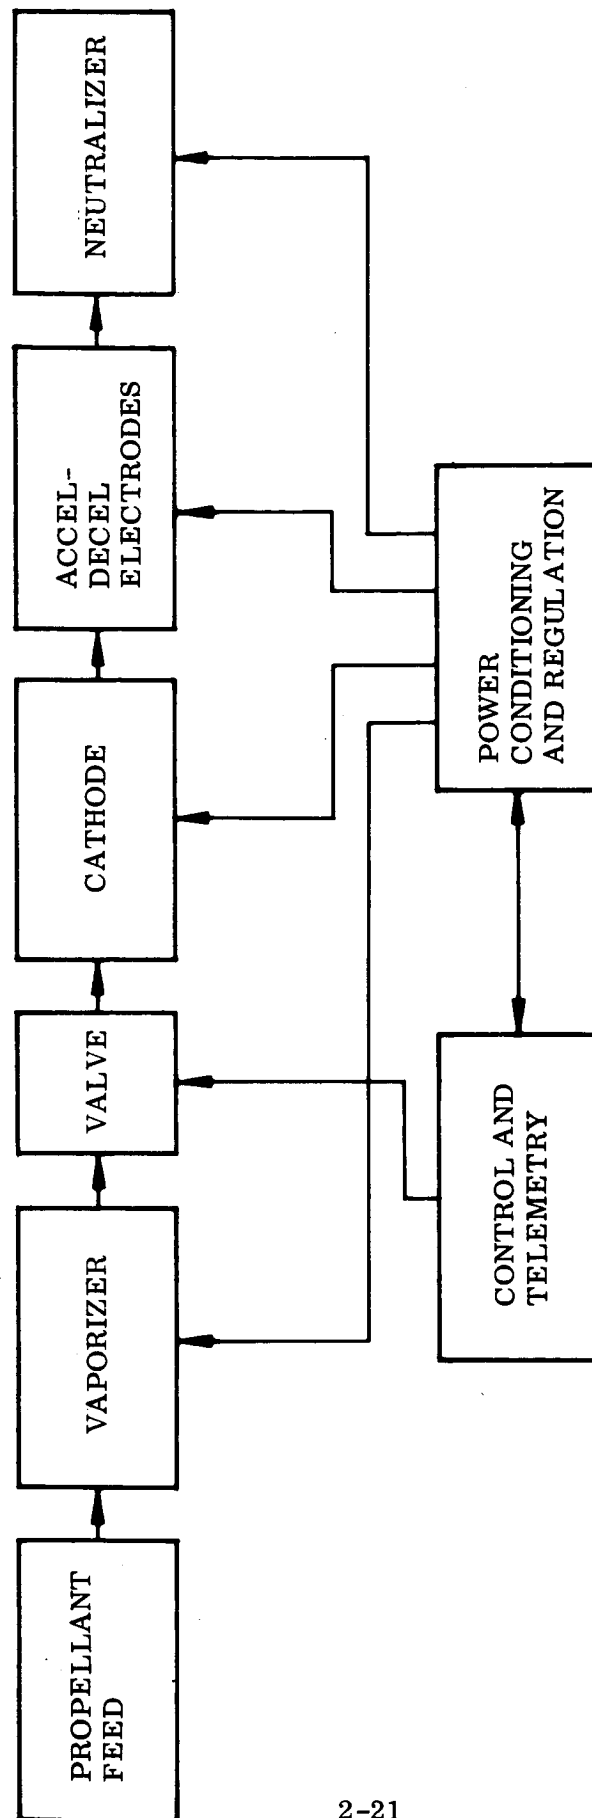 PROPELLANT
FEED
VAPORIZER
VALVE
CATHODE
ACCEL-
DECEL
ELECTRODES
NEUTRALIZER
CONTROL AND
TELEMETRY
POWER
CONDITIONING
AND REGULATION
2-21